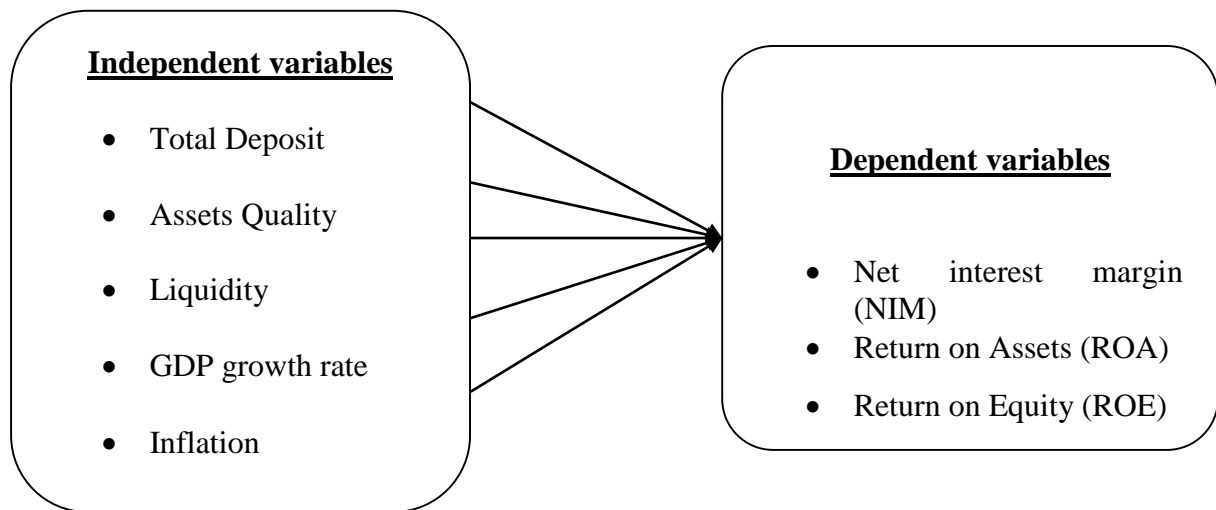 Independent variables
• Total Deposit
• Assets Quality
• Liquidity
• GDP growth rate
• Inflation
Dependent variables
• Net interest margin
(NIM)
• Return on Assets (ROA)
• Return on Equity (ROE)